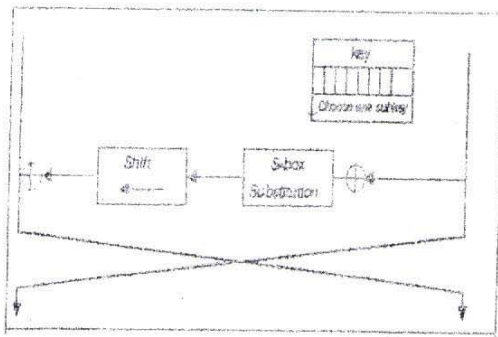 key
Choose one subkey
Shift
S-box
Substitution